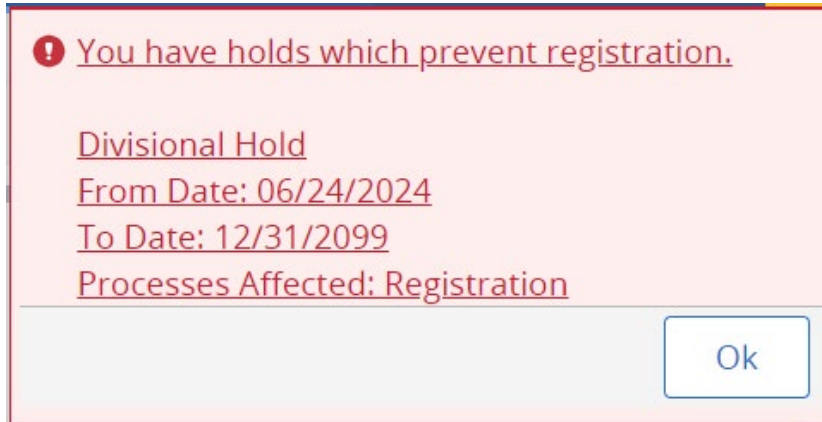 You have holds which prevent registration.
Divisional Hold
From Date: 06/24/2024
To Date: 12/31/2099
Processes Affected: Registration
Ok